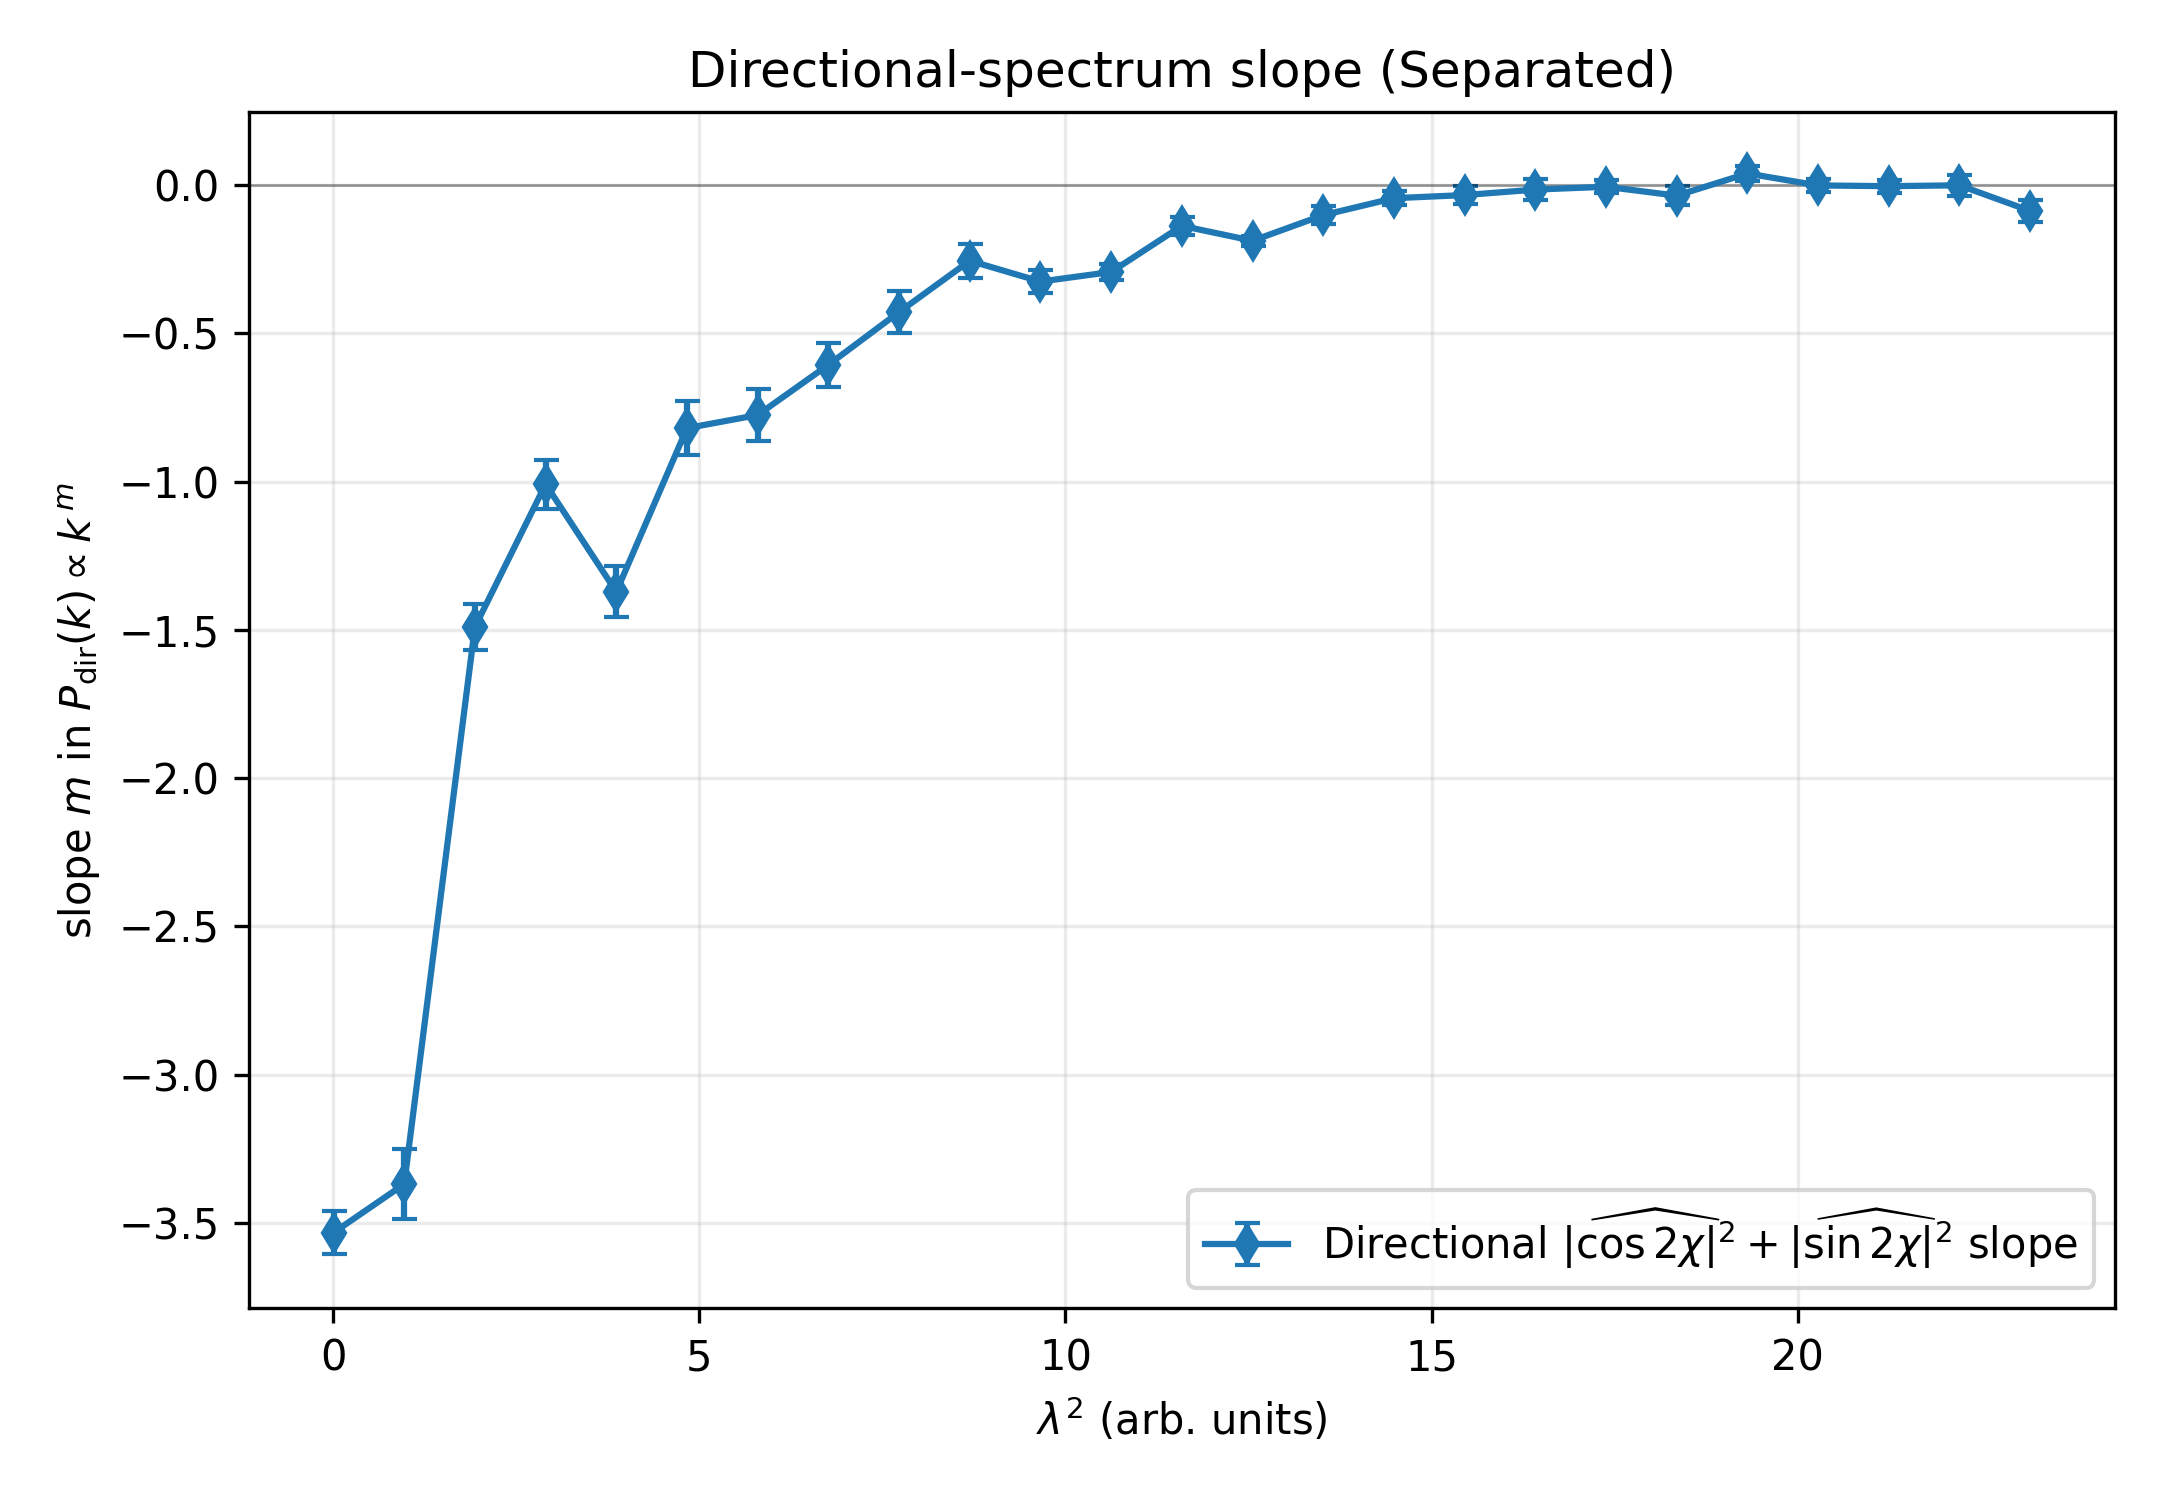 Directional-spectrum slope (Separated)
slope m in P_dir(k) ∝ k^m
0.0
−0.5
−1.0
−1.5
−2.0
−2.5
−3.0
−3.5
Directional |\widehat{cos 2χ}|² + |\widehat{sin 2χ}|² slope
0 5 10 15 20
λ² (arb. units)